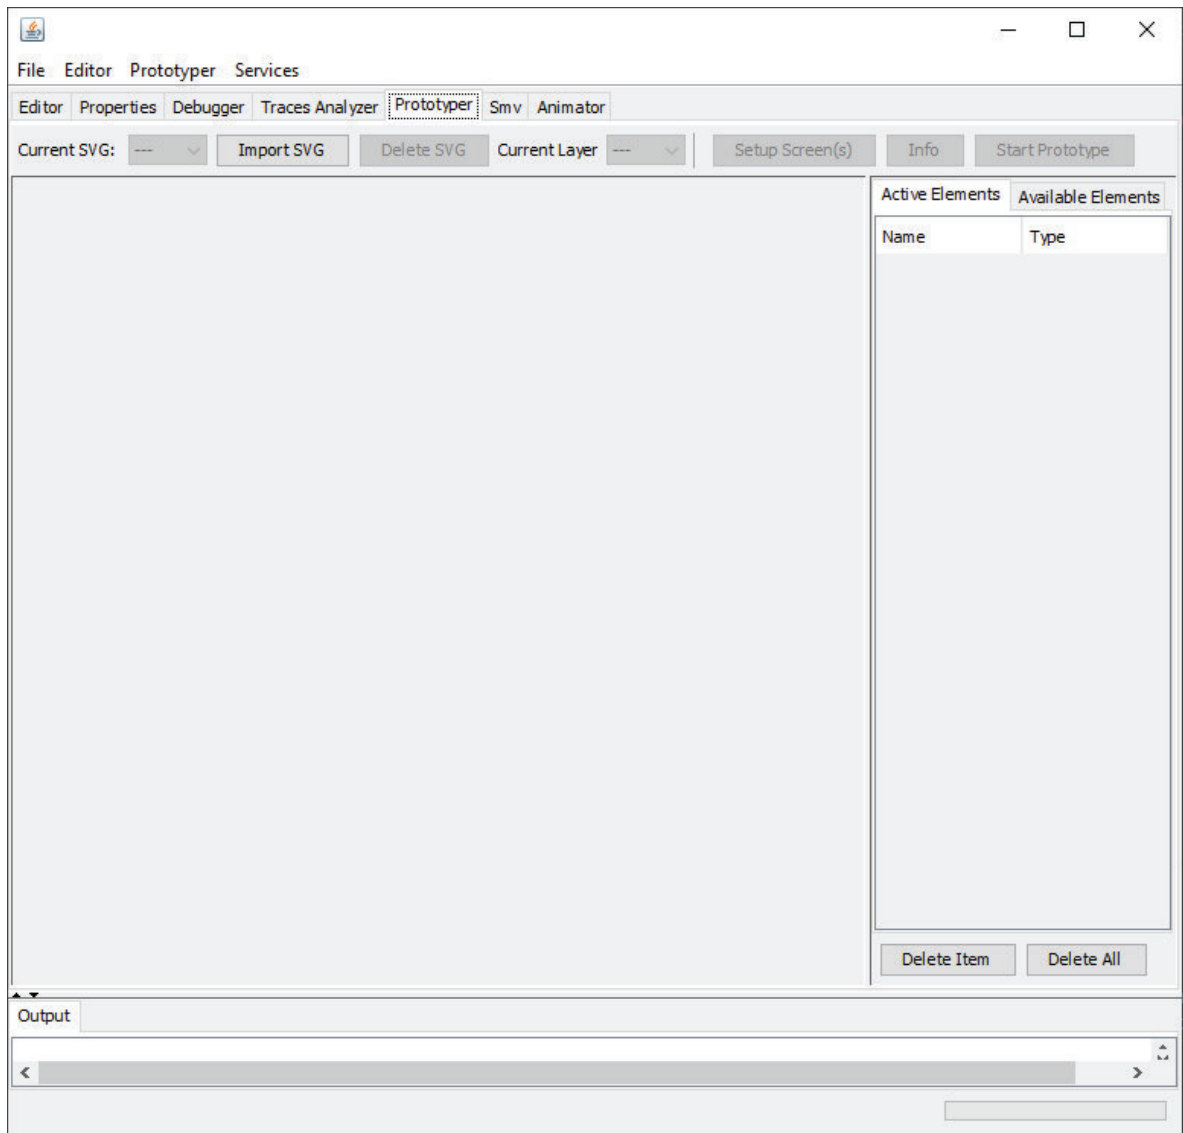 File Editor Prototyper Services
Editor Properties Debugger Traces Analyzer Prototyper Smv Animator
Current SVG: --- Import SVG Delete SVG Current Layer --- Setup Screen(s) Info Start Prototype
Active Elements Available Elements
Name Type
Delete Item Delete All
Output